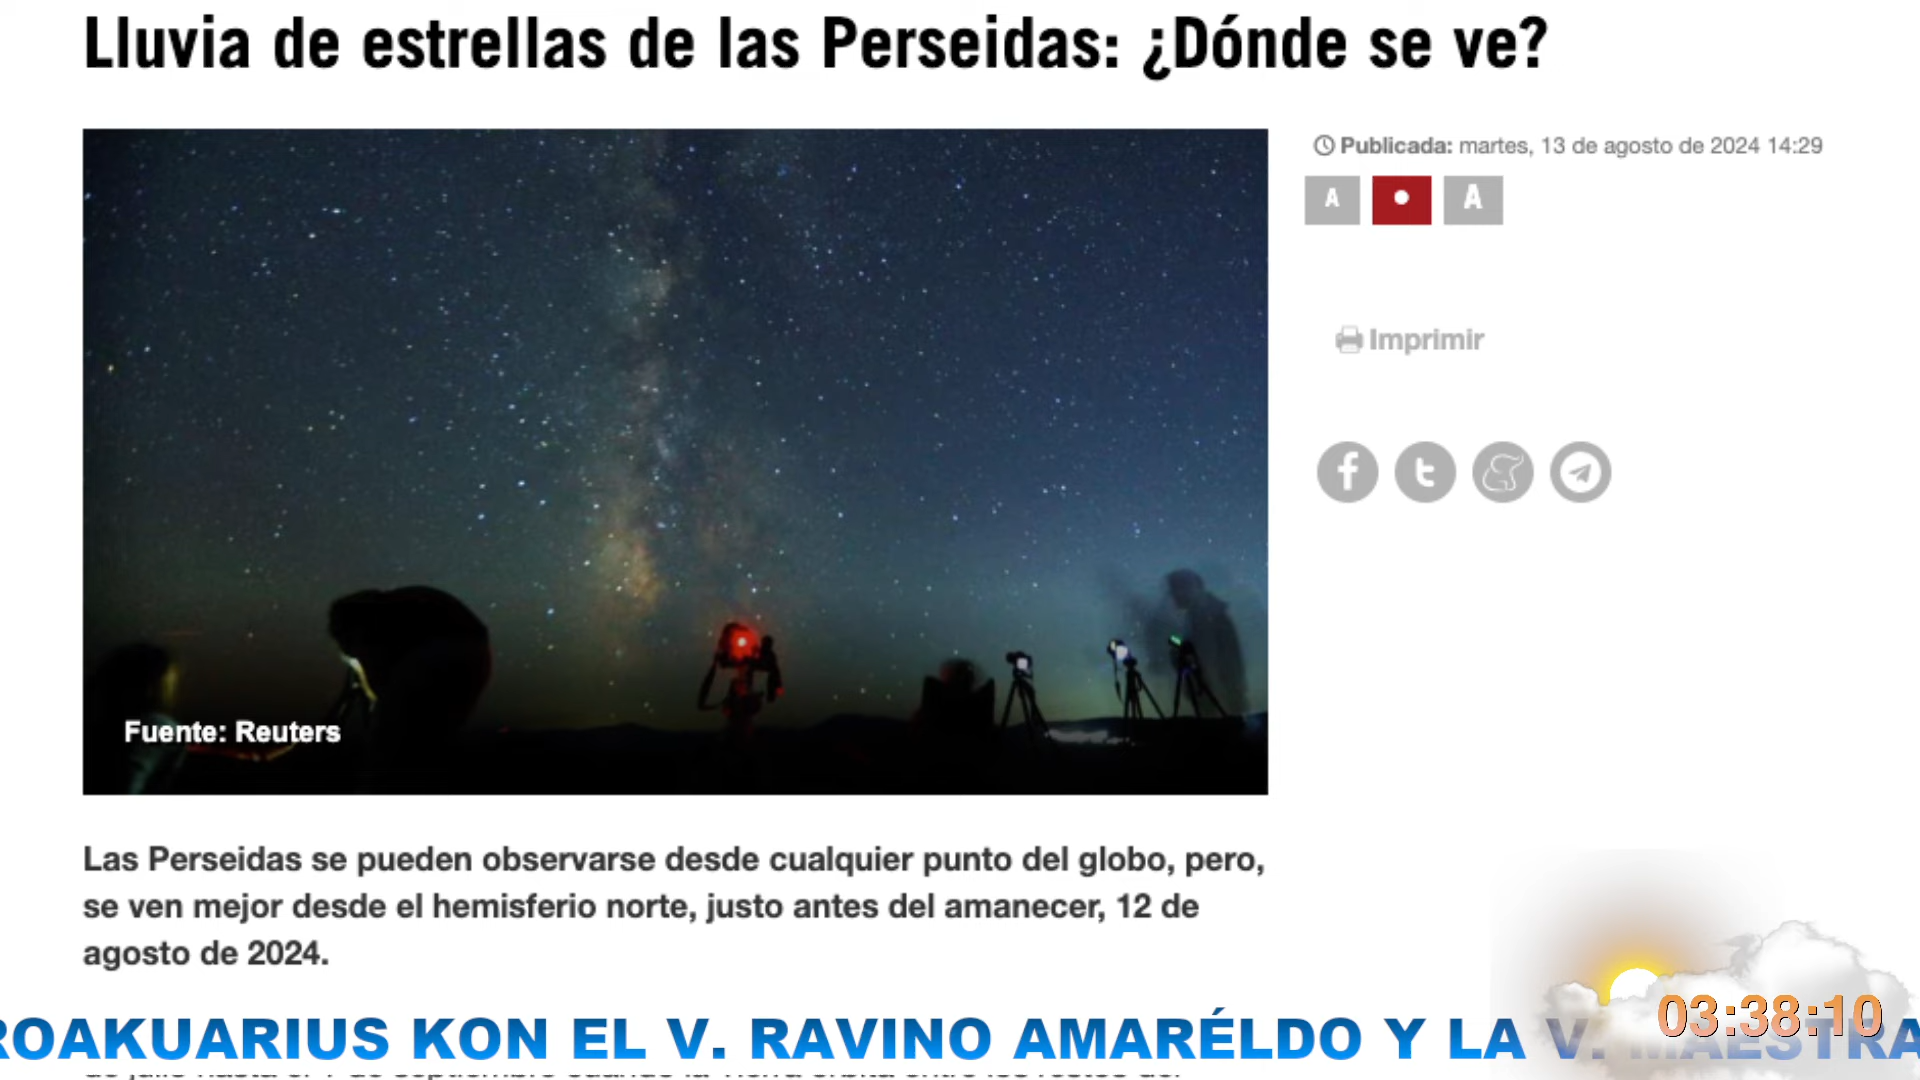 Lluvia de estrellas de las Perseidas: ¿Dónde se ve?
Publicada: martes, 13 de agosto de 2024 14:29
A A
Imprimir
Fuente: Reuters
Las Perseidas se pueden observarse desde cualquier punto del globo, pero,
se ven mejor desde el hemisferio norte, justo antes del amanecer, 12 de
agosto de 2024.
03:38:10
ROAKUARIUS KON EL V. RAVINO AMARÉLDO Y LA V. MAESTRA